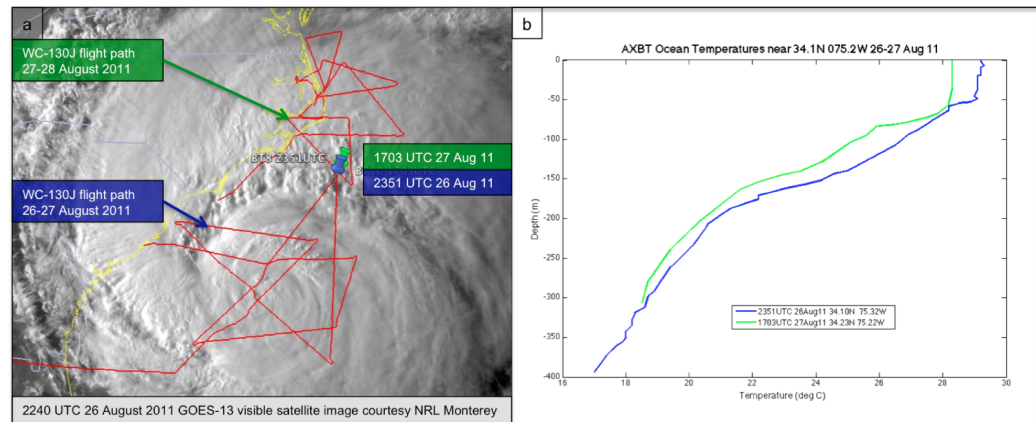 a
WC-130J flight path
27-28 August 2011
BT8 2351UTC
1703 UTC 27 Aug 11
2351 UTC 26 Aug 11
WC-130J flight path
26-27 August 2011
2240 UTC 26 August 2011 GOES-13 visible satellite image courtesy NRL Monterey
b
AXBT Ocean Temperatures near 34.1N 075.2W 26-27 Aug 11
0
-50
-100
-150
-200
-250
-300
-350
-400
Depth (m)
2351UTC 26Aug11 34.10N 75.32W
1703UTC 27Aug11 34.23N 75.22W
16 18 20 22 24 26 28 30
Temperature (deg C)